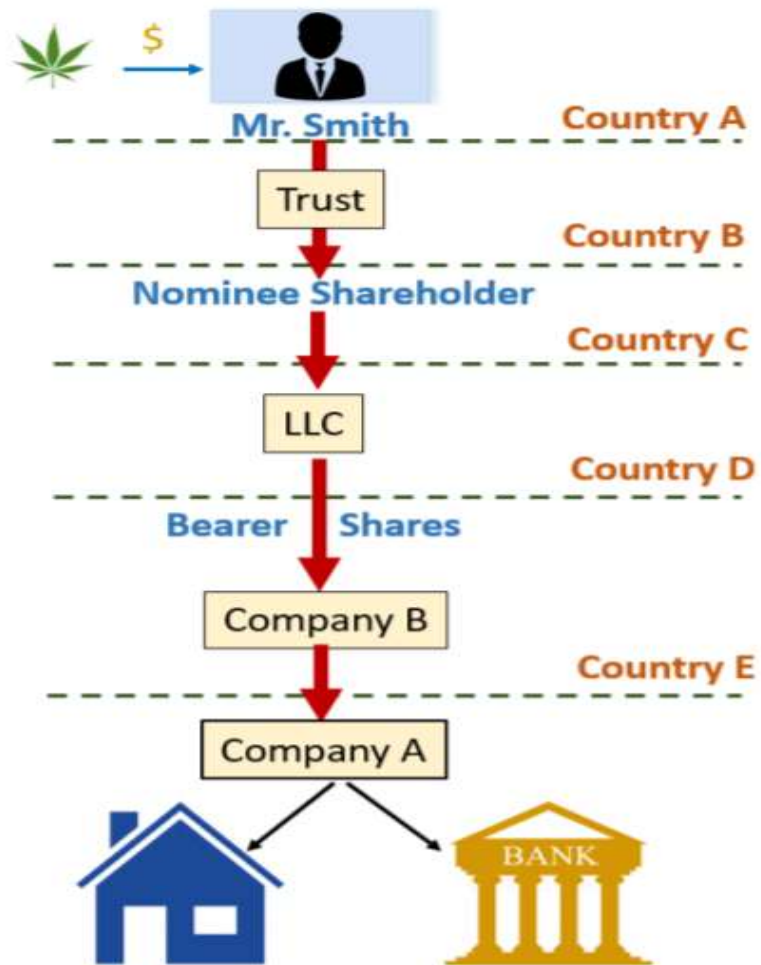 $
Mr. Smith
Country A
Trust
Country B
Nominee Shareholder
Country C
LLC
Country D
Bearer Shares
Company B
Country E
Company A
BANK